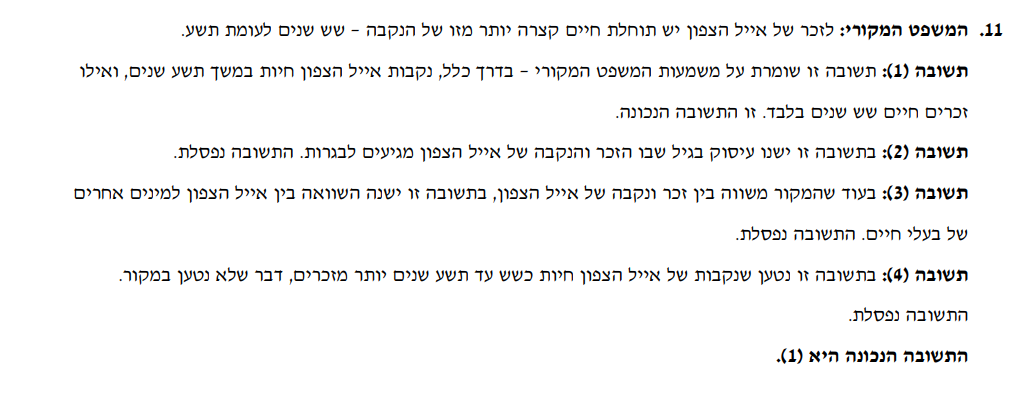 11. המשפט המקורי: לזכר של אייל הצפון יש תוחלת חיים קצרה יותר מזו של הנקבה – שש שנים לעומת תשע.
תשובה (1): תשובה זו שומרת על משמעות המשפט המקורי – בדרך כלל, נקבות אייל הצפון חיות במשך תשע שנים, ואילו
זכרים חיים שש שנים בלבד. זו התשובה הנכונה.
תשובה (2): בתשובה זו ישנו עיסוק בגיל שבו הזכר והנקבה של אייל הצפון מגיעים לבגרות. התשובה נפסלת.
תשובה (3): בעוד שהמקור משווה בין זכר ונקבה של אייל הצפון, בתשובה זו ישנה השוואה בין אייל הצפון למינים אחרים
של בעלי חיים. התשובה נפסלת.
תשובה (4): בתשובה זו נטען שנקבות של אייל הצפון חיות כשש עד תשע שנים יותר מזכרים, דבר שלא נטען במקור.
התשובה נפסלת.
התשובה הנכונה היא (1).